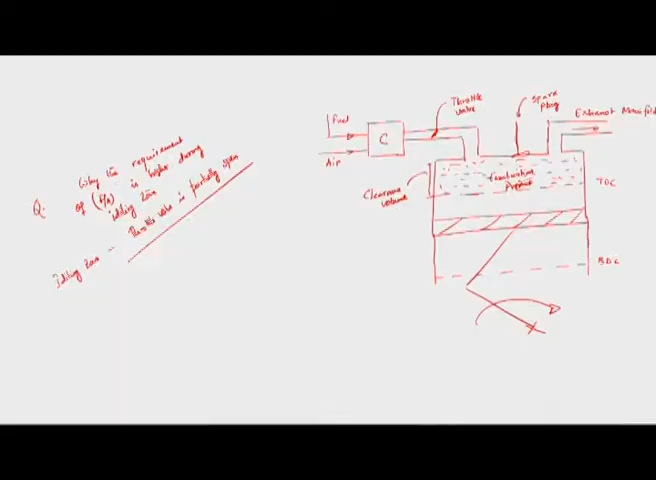 Q. Why the requirement
of (F/A) is higher during
idling zone
Idling zone - Throttle valve is partially open
Fuel
Air
C
Throttle
valve
Spark
plug
Exhaust Manifold
Clearance
volume
Combustion
Product
TDC
BDC